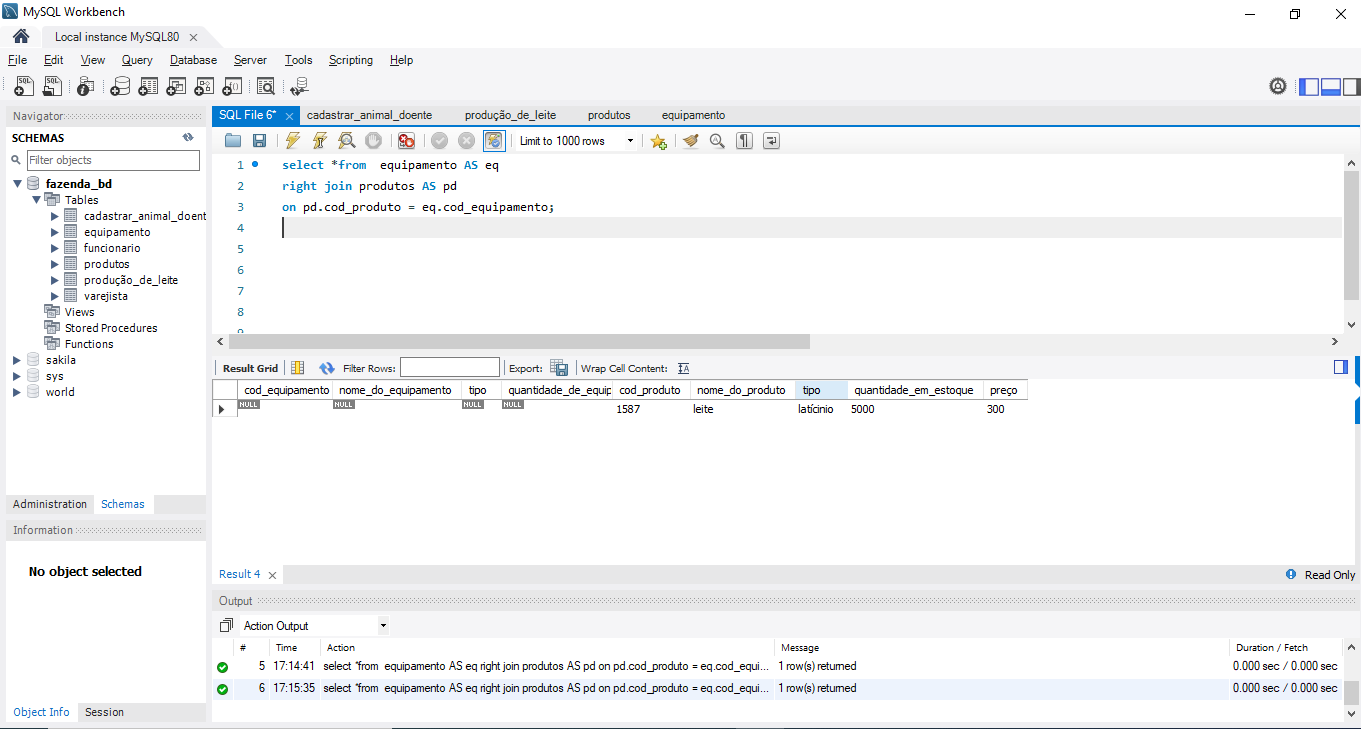 MySQL Workbench
Local instance MySQL80
File Edit View Query Database Server Tools Scripting Help
Navigator
SCHEMAS
Filter objects
fazenda_bd
Tables
cadastrar_animal_doent
equipamento
funcionario
produtos
produção_de_leite
varejista
Views
Stored Procedures
Functions
sakila
sys
world
Administration Schemas
Information
No object selected
Object Info Session
SQL File 6* cadastrar_animal_doente produção_de_leite produtos equipamento
Limit to 1000 rows
1 select *from  equipamento AS eq
2 right join produtos AS pd
3 on pd.cod_produto = eq.cod_equipamento;
4
5
6
7
8
9
Result Grid Filter Rows: Export: Wrap Cell Content:
cod_equipamento nome_do_equipamento tipo quantidade_de_equip cod_produto nome_do_produto tipo quantidade_em_estoque preço
NULL NULL NULL NULL 1587 leite latícinio 5000 300
Result 4 Read Only
Output
Action Output
# Time Action Message Duration / Fetch
5 17:14:41 select *from  equipamento AS eq right join produtos AS pd on pd.cod_produto = eq.cod_equi... 1 row(s) returned 0.000 sec / 0.000 sec
6 17:15:35 select *from  equipamento AS eq right join produtos AS pd on pd.cod_produto = eq.cod_equi... 1 row(s) returned 0.000 sec / 0.000 sec